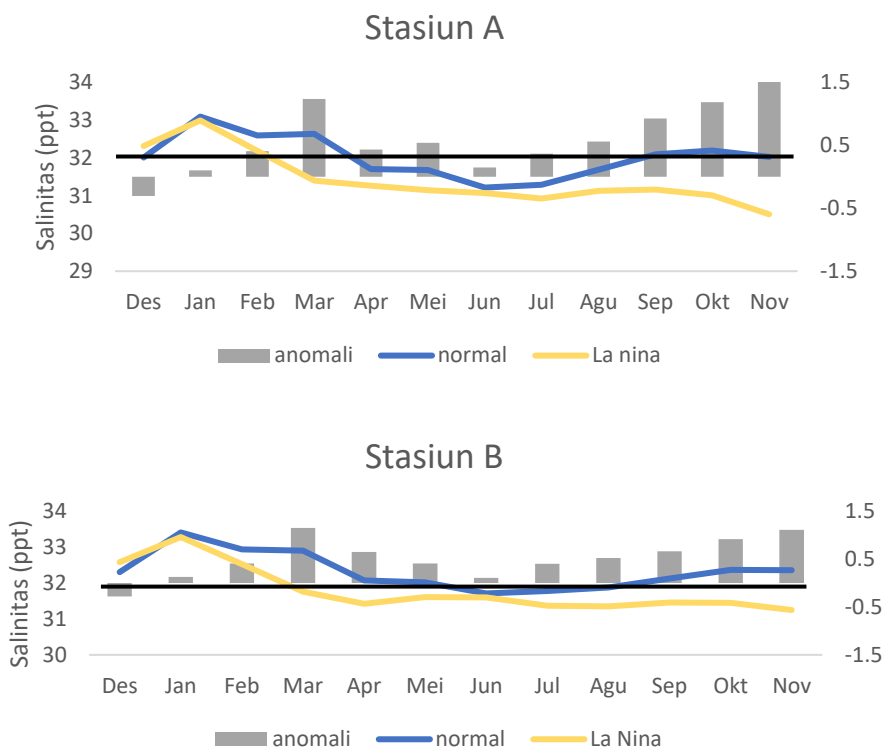 Stasiun A
Salinitas (ppt)
34
33
32
31
30
29
1.5
0.5
-0.5
-1.5
Des Jan Feb Mar Apr Mei Jun Jul Agu Sep Okt Nov
anomali normal La nina
Stasiun B
Salinitas (ppt)
34
33
32
31
30
1.5
0.5
-0.5
-1.5
Des Jan Feb Mar Apr Mei Jun Jul Agu Sep Okt Nov
anomali normal La Nina